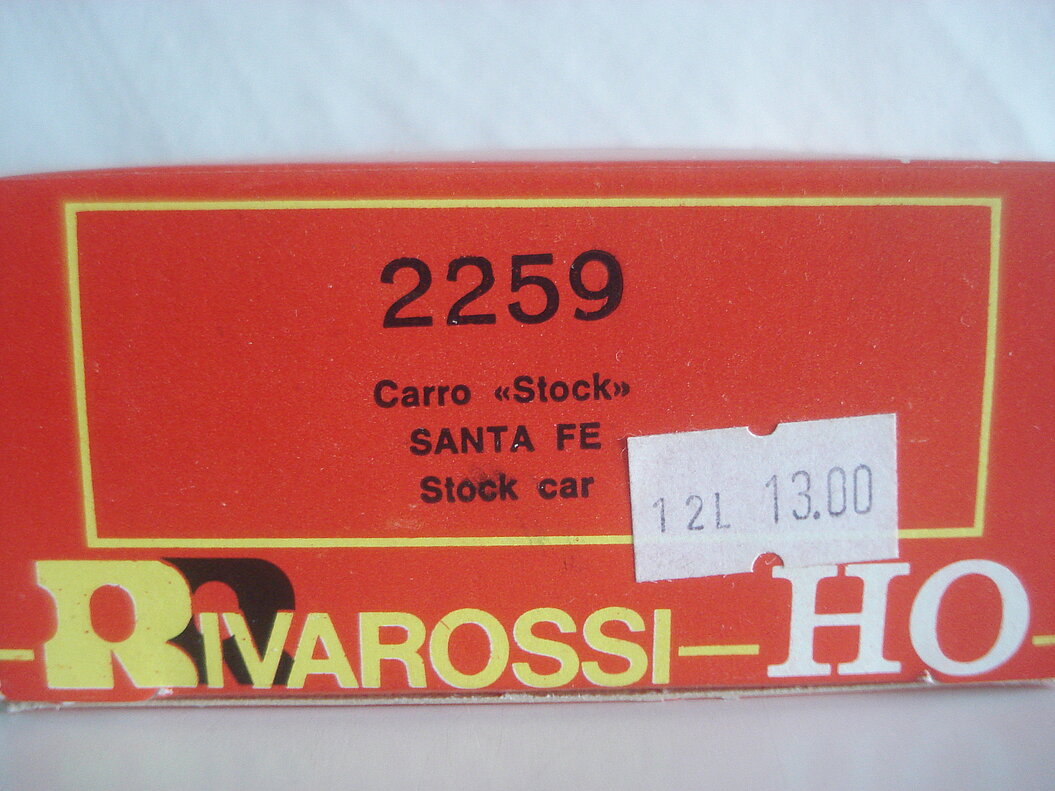 2259
Carro «Stock»
SANTA FE
Stock car
12L 13.00
RIVAROSSI HO